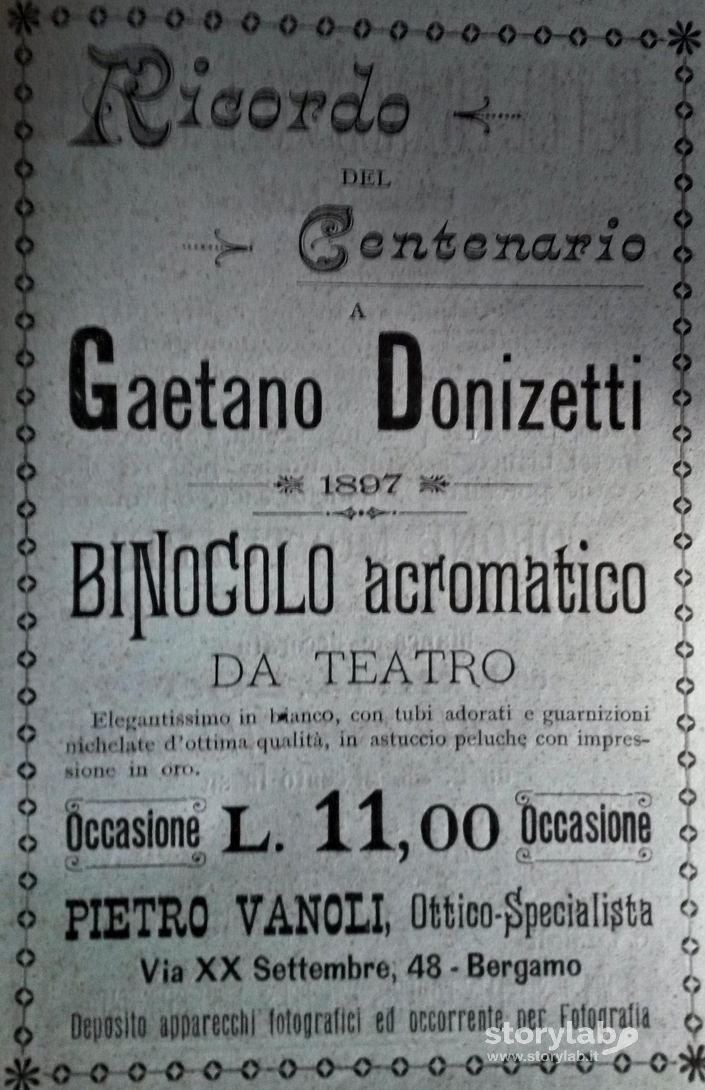 Ricordo
DEL
Centenario
A
Gaetano Donizetti
1897
BINOCOLO acromatico
DA TEATRO
Elegantissimo in bianco, con tubi adorati e guarnizioni
nichelate d'ottima qualità, in astuccio peluche con impres-
sione in oro.
Occasione L. 11,00 Occasione
PIETRO VANOLI, Ottico-Specialista
Via XX Settembre, 48 - Bergamo
Deposito apparecchi fotografici ed occorrente per Fotografia
storylab
www.storylab.it